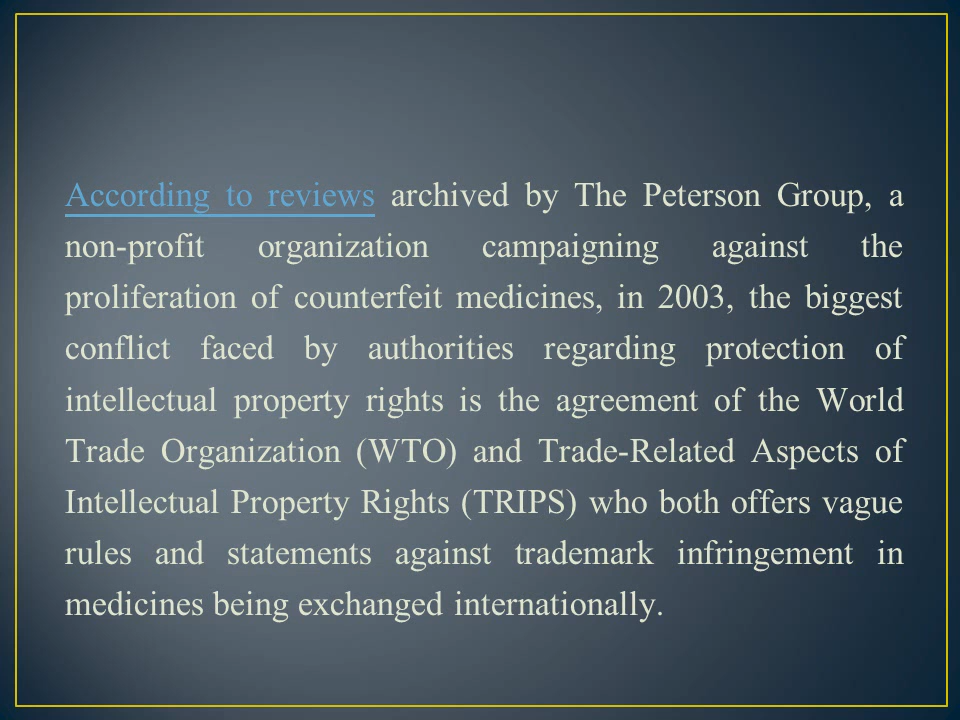 According to reviews archived by The Peterson Group, a
non-profit organization campaigning against the
proliferation of counterfeit medicines, in 2003, the biggest
conflict faced by authorities regarding protection of
intellectual property rights is the agreement of the World
Trade Organization (WTO) and Trade-Related Aspects of
Intellectual Property Rights (TRIPS) who both offers vague
rules and statements against trademark infringement in
medicines being exchanged internationally.